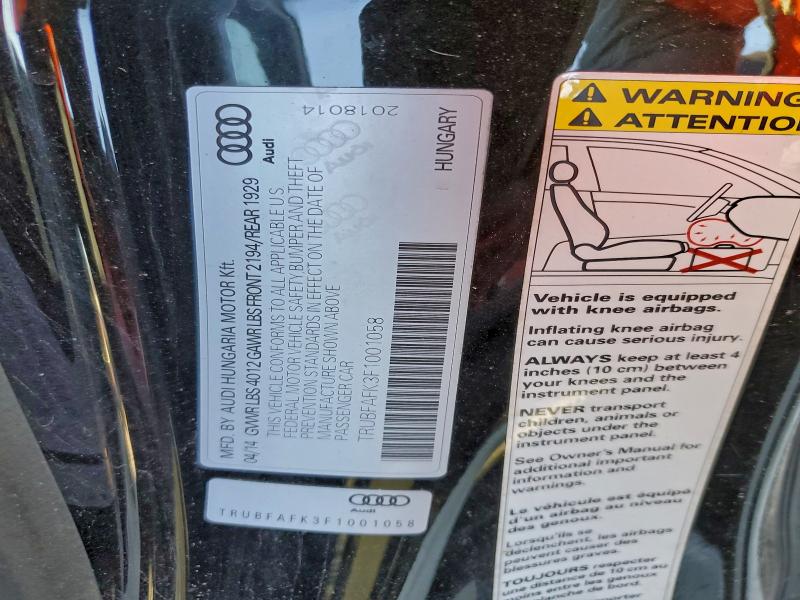 Audi
2018014
MFD. BY AUDI HUNGARIA MOTOR Kft.
04/14 GVWR LBS 4012 GAWR LBS FRONT 2194/REAR 1929
THIS VEHICLE CONFORMS TO ALL APPLICABLE U.S.
FEDERAL MOTOR VEHICLE SAFETY BUMPER AND THEFT
PREVENTION STANDARDS IN EFFECT ON THE DATE OF
MANUFACTURE SHOWN ABOVE
PASSENGER CAR
TRUBFAFK3F1001058
HUNGARY
Audi
TRUBFAFK3F1001058
WARNING
ATTENTION
Vehicle is equipped
with knee airbags.
Inflating knee airbag
can cause serious injury.
ALWAYS keep at least 4
inches (10 cm) between
your knees and the
instrument panel.
NEVER transport
children, animals or
objects under the
instrument panel.
See Owner's Manual for
additional important
information and
warnings.
Le véhicule est équipé
d'un airbag au niveau
des genoux.
Lorsqu'ils se
déclenchent, les airbags
peuvent causer des
blessures graves.
TOUJOURS respecter
une distance de 10 cm au
moins entre les genoux